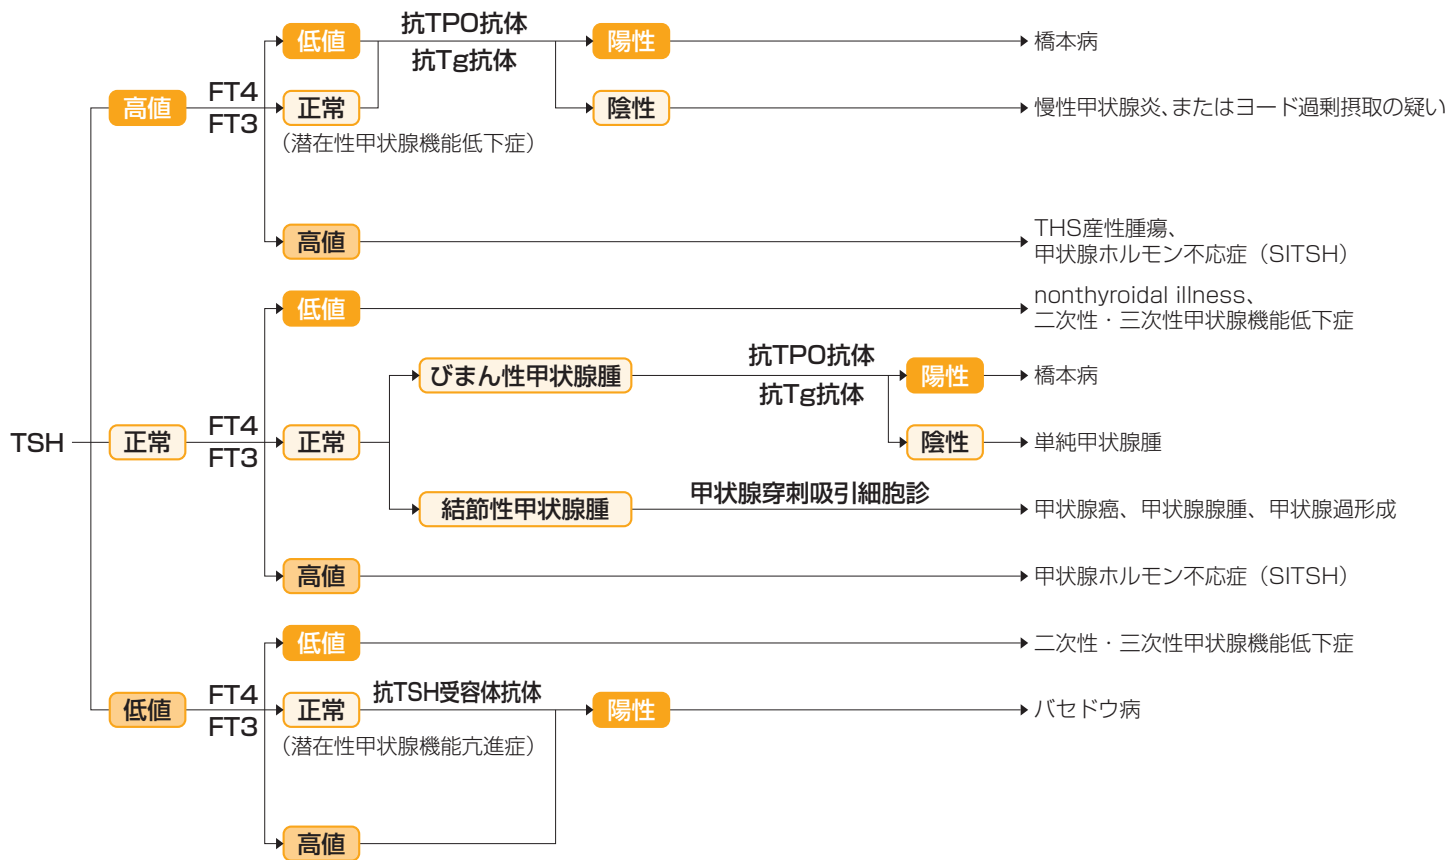 TSH
高値
FT4
FT3
低値
抗TPO抗体
抗Tg抗体
陽性
橋本病
正常
(潜在性甲状腺機能低下症)
陰性
慢性甲状腺炎、またはヨード過剰摂取の疑い
高値
THS産性腫瘍、
甲状腺ホルモン不応症（SITSH）
正常
FT4
FT3
低値
nonthyroidal illness、
二次性・三次性甲状腺機能低下症
正常
びまん性甲状腺腫
抗TPO抗体
抗Tg抗体
陽性
橋本病
陰性
単純甲状腺腫
結節性甲状腺腫
甲状腺穿刺吸引細胞診
甲状腺癌、甲状腺腺腫、甲状腺過形成
高値
甲状腺ホルモン不応症（SITSH）
低値
FT4
FT3
低値
二次性・三次性甲状腺機能低下症
正常
(潜在性甲状腺機能亢進症)
抗TSH受容体抗体
陽性
バセドウ病
高値